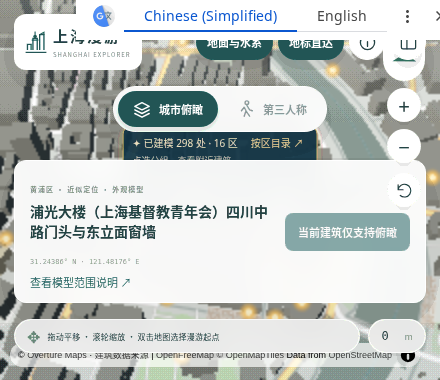 Chinese (Simplified)
English
上海漫游
SHANGHAI EXPLORER
地面与水系
地标直达
城市俯瞰
第三人称
✦ 已建模 298 处 · 16 区
按区目录 ↗
黄浦区 · 近似定位 · 外观模型
浦光大楼（上海基督教青年会）四川中
路门头与东立面窗墙
当前建筑仅支持俯瞰
31.24386° N · 121.48176° E
查看模型范围说明 ↗
拖动平移 · 滚轮缩放 · 双击地图选择漫游起点
0 m
© Overture Maps · 建筑数据来源 | OpenFreeMap © OpenMapTiles Data from OpenStreetMap